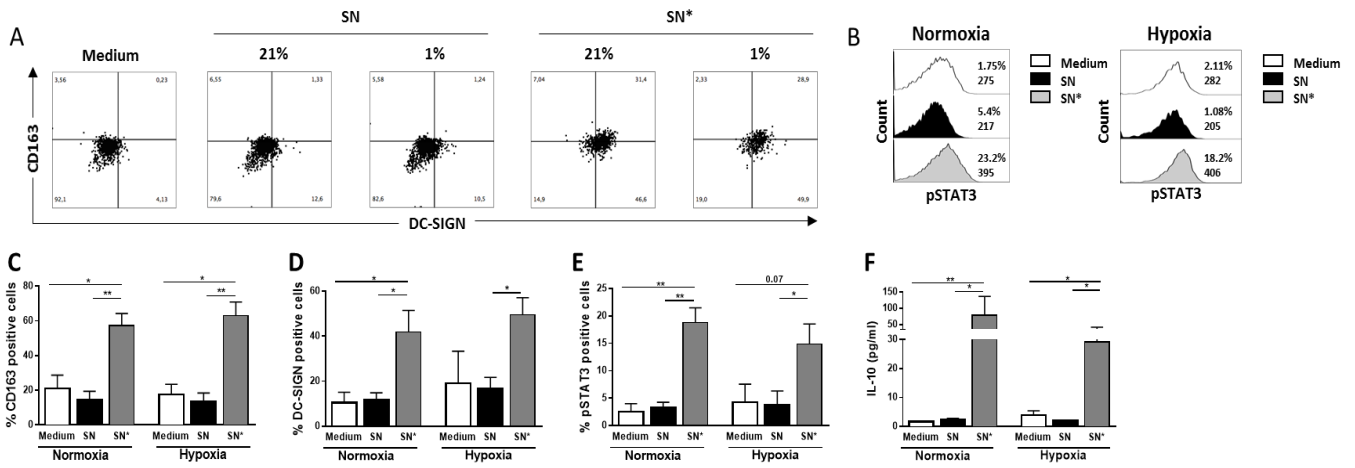 A
SN
SN*
Medium
21%
1%
21%
1%
3,56 0,23
6,55 1,33
5,58 1,24
7,04 31,4
2,33 28,9
CD163
92,1 4,13
79,6 12,6
82,6 10,5
14,9 46,6
19,0 49,9
DC-SIGN
B
Normoxia
Hypoxia
1.75%
275
5.4%
217
23.2%
395
Count
pSTAT3
Medium
SN
SN*
2.11%
282
1.08%
205
18.2%
406
Count
pSTAT3
Medium
SN
SN*
C
% CD163 positive cells
80
60
40
20
0
*
**
*
**
Medium SN SN* Medium SN SN*
Normoxia Hypoxia
D
% DC-SIGN positive cells
60
40
20
0
*
*
*
Medium SN SN* Medium SN SN*
Normoxia Hypoxia
E
% pSTAT3 positive cells
25
20
15
10
5
0
**
**
0.07
*
Medium SN SN* Medium SN SN*
Normoxia Hypoxia
F
IL-10 (pg/ml)
150
100
50
30
20
10
0
**
*
*
*
Medium SN SN* Medium SN SN*
Normoxia Hypoxia